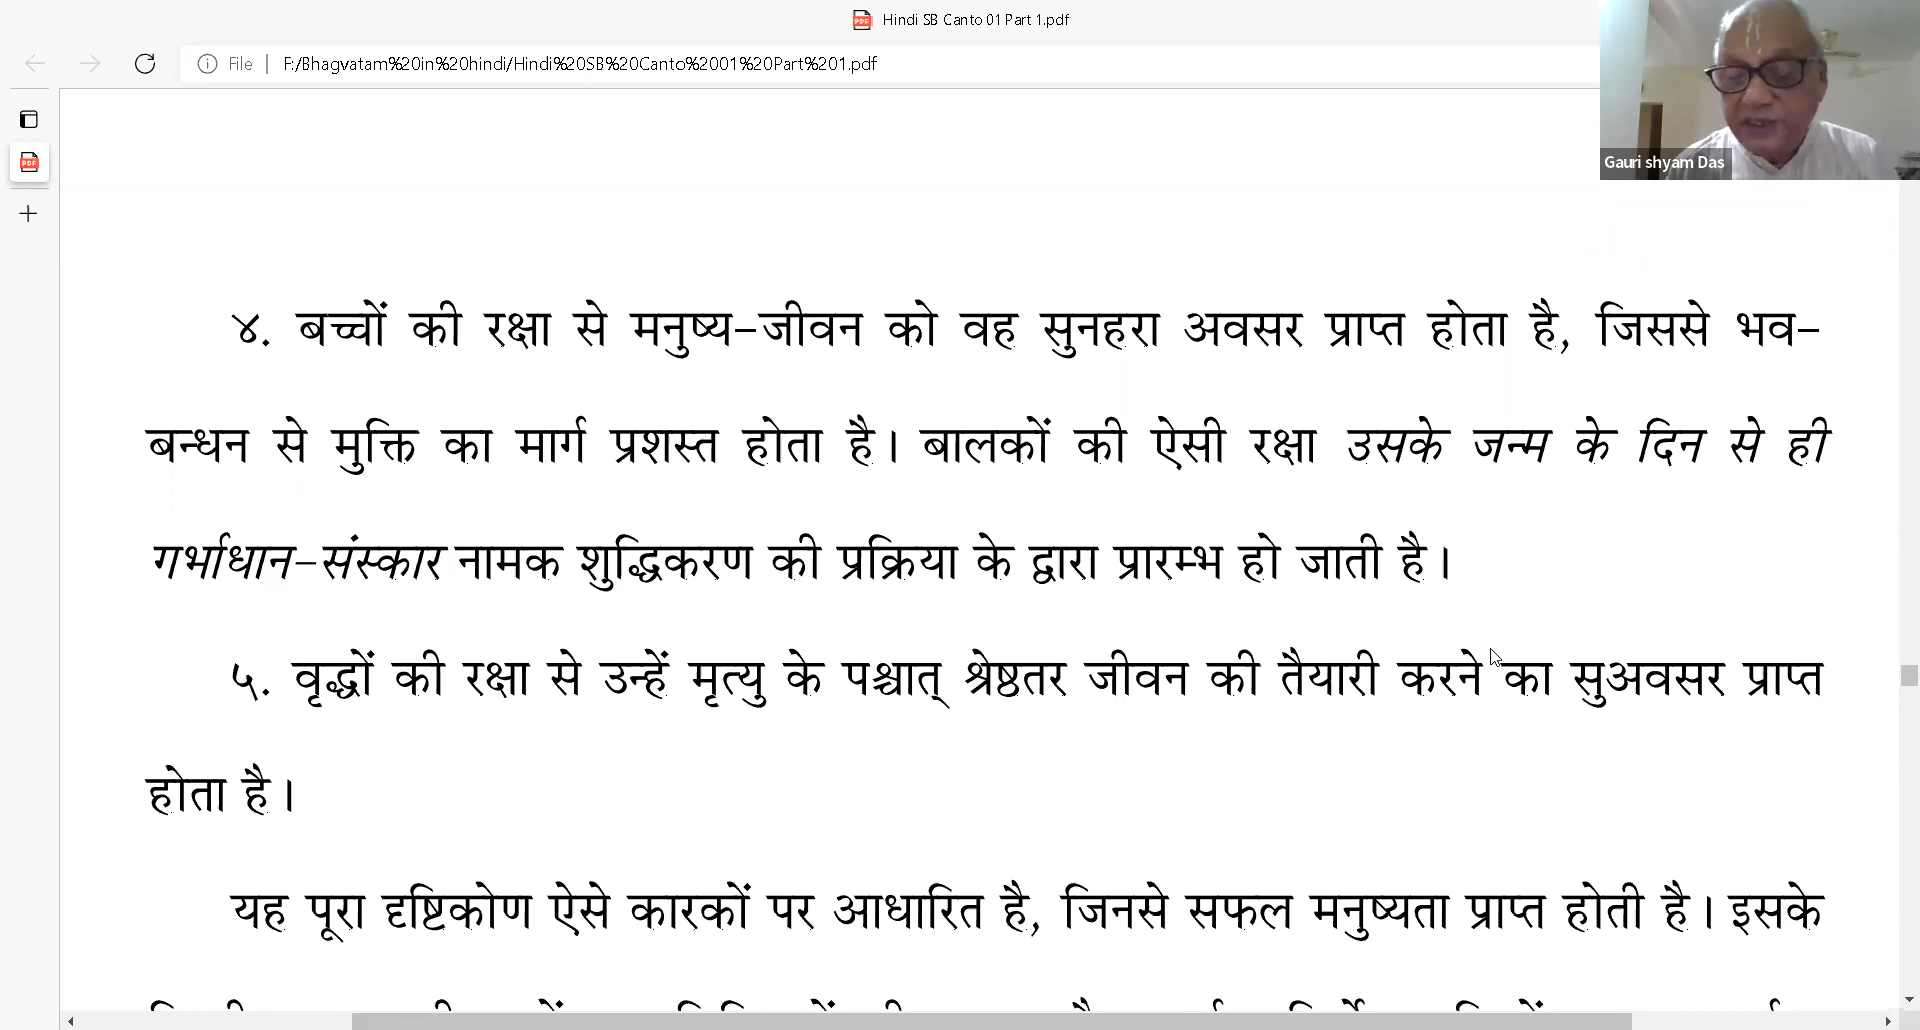 Hindi SB Canto 01 Part 1.pdf
File | F:/Bhagvatam%20in%20hindi/Hindi%20SB%20Canto%2001%20Part%201.pdf
Gauri shyam Das
४. बच्चों की रक्षा से मनुष्य-जीवन को वह सुनहरा अवसर प्राप्त होता है, जिससे भव-
बन्धन से मुक्ति का मार्ग प्रशस्त होता है। बालकों की ऐसी रक्षा उसके जन्म के दिन से ही
गर्भाधान-संस्कार नामक शुद्धिकरण की प्रक्रिया के द्वारा प्रारम्भ हो जाती है।
५. वृद्धों की रक्षा से उन्हें मृत्यु के पश्चात् श्रेष्ठतर जीवन की तैयारी करने का सुअवसर प्राप्त
होता है।
यह पूरा दृष्टिकोण ऐसे कारकों पर आधारित है, जिनसे सफल मनुष्यता प्राप्त होती है। इसके